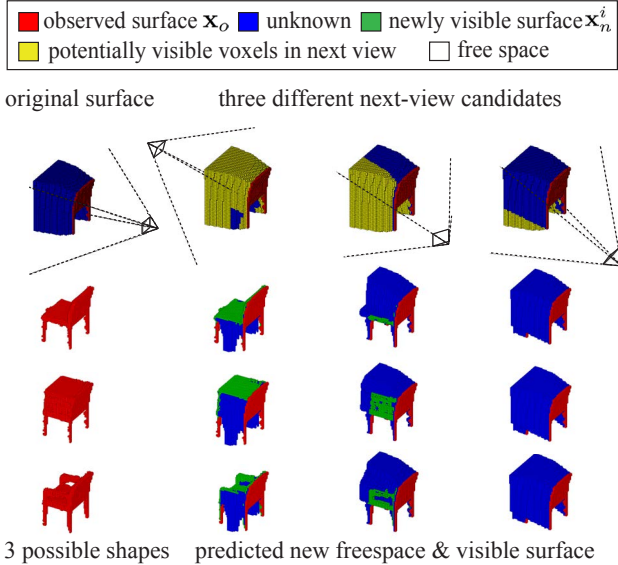 observed surface x_o unknown newly visible surface x_n^i
potentially visible voxels in next view free space
original surface three different next-view candidates
3 possible shapes predicted new freespace & visible surface